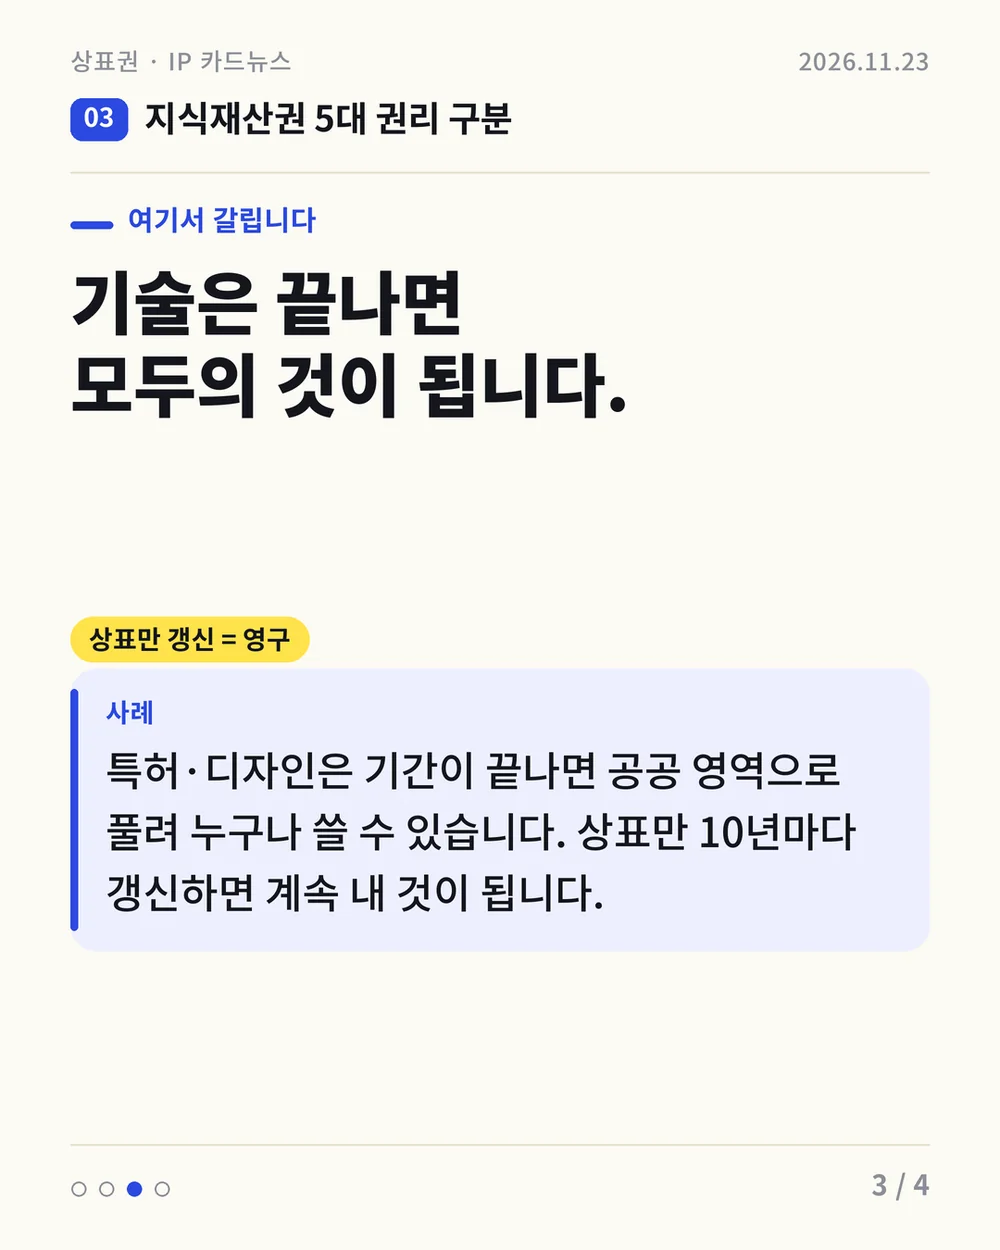 상표권 · IP 카드뉴스
2026.11.23
03 지식재산권 5대 권리 구분
여기서 갈립니다
기술은 끝나면
모두의 것이 됩니다.
상표만 갱신 = 영구
사례
특허·디자인은 기간이 끝나면 공공 영역으로
풀려 누구나 쓸 수 있습니다. 상표만 10년마다
갱신하면 계속 내 것이 됩니다.
3 / 4